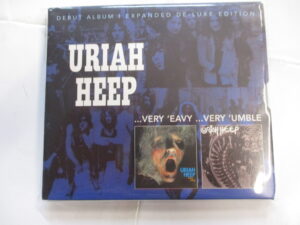 DEBUT ALBUM | EXPANDED DE-LUXE EDITION
URIAH
HEEP
...VERY 'EAVY ...VERY 'UMBLE
URIAH
HEEP
URIAH HEEP